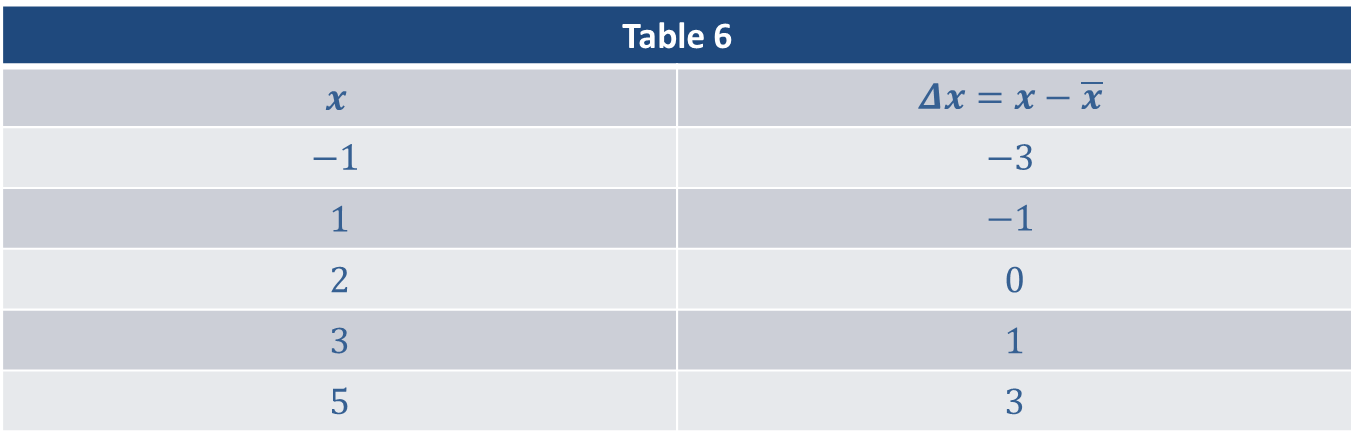 Table 6
x Δx = x − x̅
−1 −3
1 −1
2 0
3 1
5 3